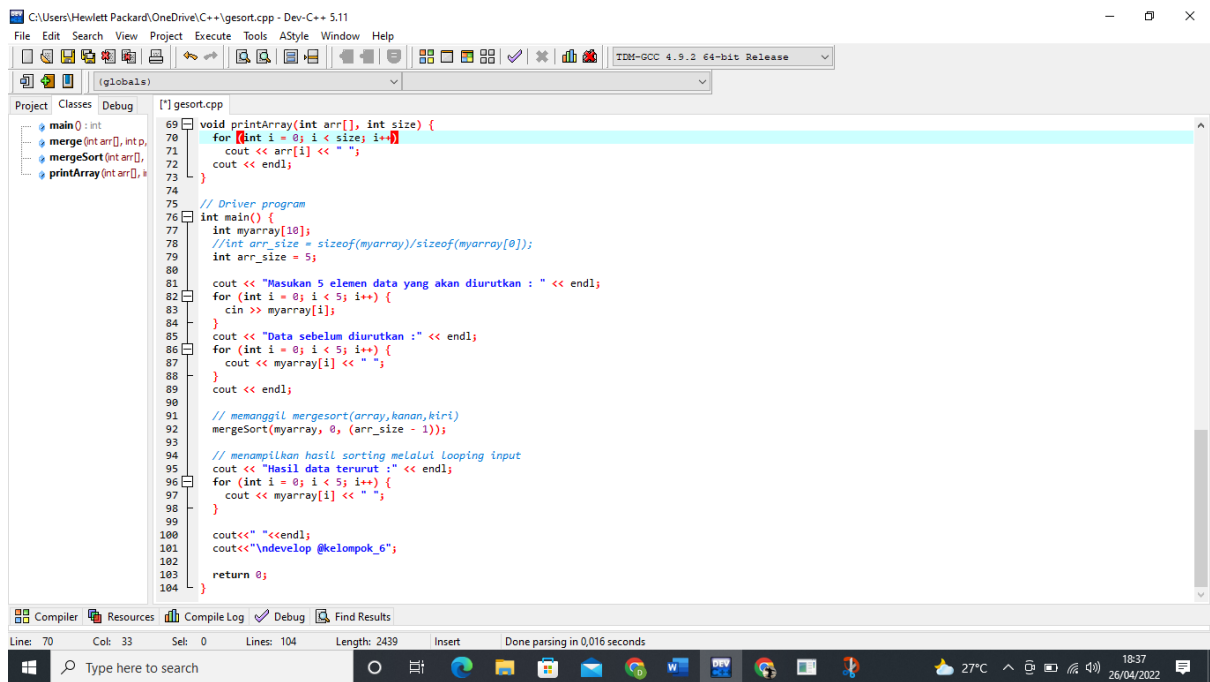 C:\Users\Hewlett Packard\OneDrive\C++\gesort.cpp - Dev-C++ 5.11
File Edit Search View Project Execute Tools AStyle Window Help
TDM-GCC 4.9.2 64-bit Release
(globals)
Project Classes Debug [*] gesort.cpp
main () : int
merge (int arr[], int p,
mergeSort (int arr[],
printArray (int arr[], i
69 void printArray(int arr[], int size) {
70 for (int i = 0; i < size; i++)
71 cout << arr[i] << " ";
72 cout << endl;
73 }
74
75 // Driver program
76 int main() {
77 int myarray[10];
78 //int arr_size = sizeof(myarray)/sizeof(myarray[0]);
79 int arr_size = 5;
80
81 cout << "Masukan 5 elemen data yang akan diurutkan : " << endl;
82 for (int i = 0; i < 5; i++) {
83 cin >> myarray[i];
84 }
85 cout << "Data sebelum diurutkan :" << endl;
86 for (int i = 0; i < 5; i++) {
87 cout << myarray[i] << " ";
88 }
89 cout << endl;
90
91 // memanggil mergesort(array,kanan,kiri)
92 mergeSort(myarray, 0, (arr_size - 1));
93
94 // menampilkan hasil sorting melalui looping input
95 cout << "Hasil data terurut :" << endl;
96 for (int i = 0; i < 5; i++) {
97 cout << myarray[i] << " ";
98 }
99
100 cout<<" "<<endl;
101 cout<<"\ndevelop @kelompok_6";
102
103 return 0;
104 }
Compiler Resources Compile Log Debug Find Results
Line: 70 Col: 33 Sel: 0 Lines: 104 Length: 2439 Insert Done parsing in 0,016 seconds
Type here to search
27°C
18:37
26/04/2022